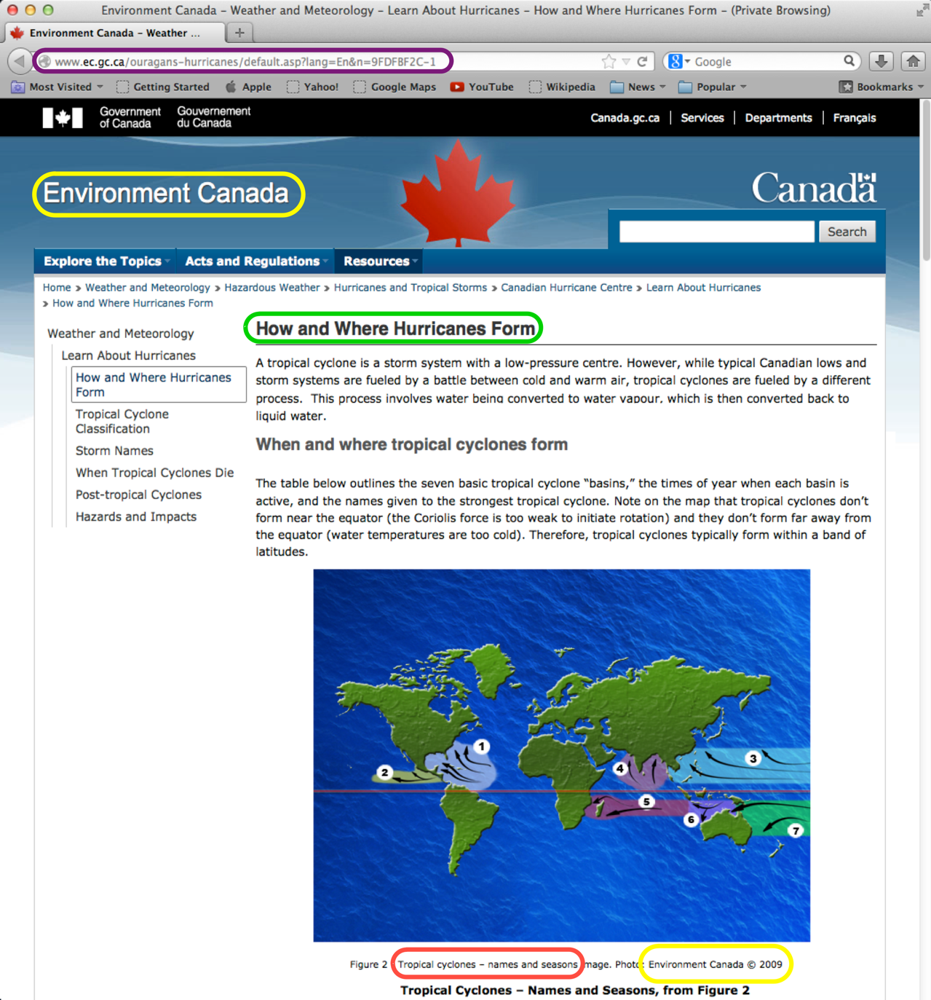 Environment Canada – Weather and Meteorology – Learn About Hurricanes – How and Where Hurricanes Form – (Private Browsing)
Environment Canada – Weather ...
www.ec.gc.ca/ouragans-hurricanes/default.asp?lang=En&n=9FDFBF2C-1
Google
Most Visited Getting Started Apple Yahoo! Google Maps YouTube Wikipedia News Popular Bookmarks
Government Gouvernement
of Canada du Canada
Canada.gc.ca | Services | Departments | Français
Environment Canada
Canada
Search
Explore the Topics Acts and Regulations Resources
Home » Weather and Meteorology » Hazardous Weather » Hurricanes and Tropical Storms » Canadian Hurricane Centre » Learn About Hurricanes
» How and Where Hurricanes Form
Weather and Meteorology
Learn About Hurricanes
How and Where Hurricanes
Form
Tropical Cyclone
Classification
Storm Names
When Tropical Cyclones Die
Post-tropical Cyclones
Hazards and Impacts
How and Where Hurricanes Form
A tropical cyclone is a storm system with a low-pressure centre. However, while typical Canadian lows and
storm systems are fueled by a battle between cold and warm air, tropical cyclones are fueled by a different
process. This process involves water being converted to water vapour, which is then converted back to
liquid water.
When and where tropical cyclones form
The table below outlines the seven basic tropical cyclone “basins,” the times of year when each basin is
active, and the names given to the strongest tropical cyclone. Note on the map that tropical cyclones don’t
form near the equator (the Coriolis force is too weak to initiate rotation) and they don’t form far away from
the equator (water temperatures are too cold). Therefore, tropical cyclones typically form within a band of
latitudes.
1
2
3
4
5
6
7
Figure 2 Tropical cyclones – names and seasons image. Photo: Environment Canada © 2009
Tropical Cyclones – Names and Seasons, from Figure 2